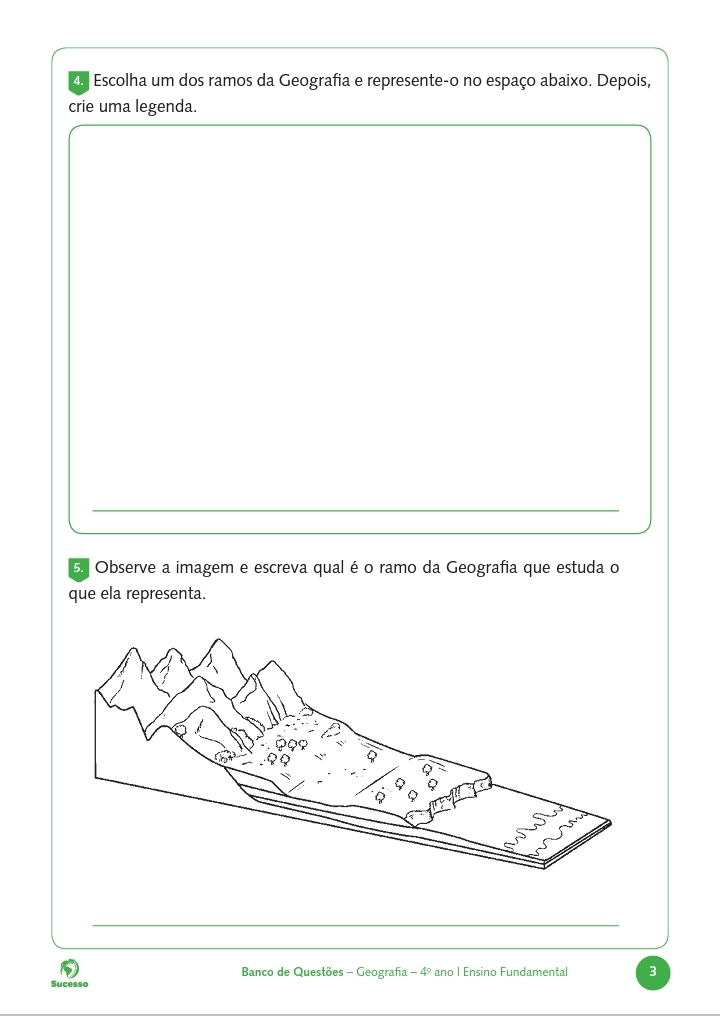 4. Escolha um dos ramos da Geografia e represente-o no espaço abaixo. Depois,
crie uma legenda.
5. Observe a imagem e escreva qual é o ramo da Geografia que estuda o
que ela representa.
Sucesso
Banco de Questões – Geografia – 4º ano | Ensino Fundamental
3